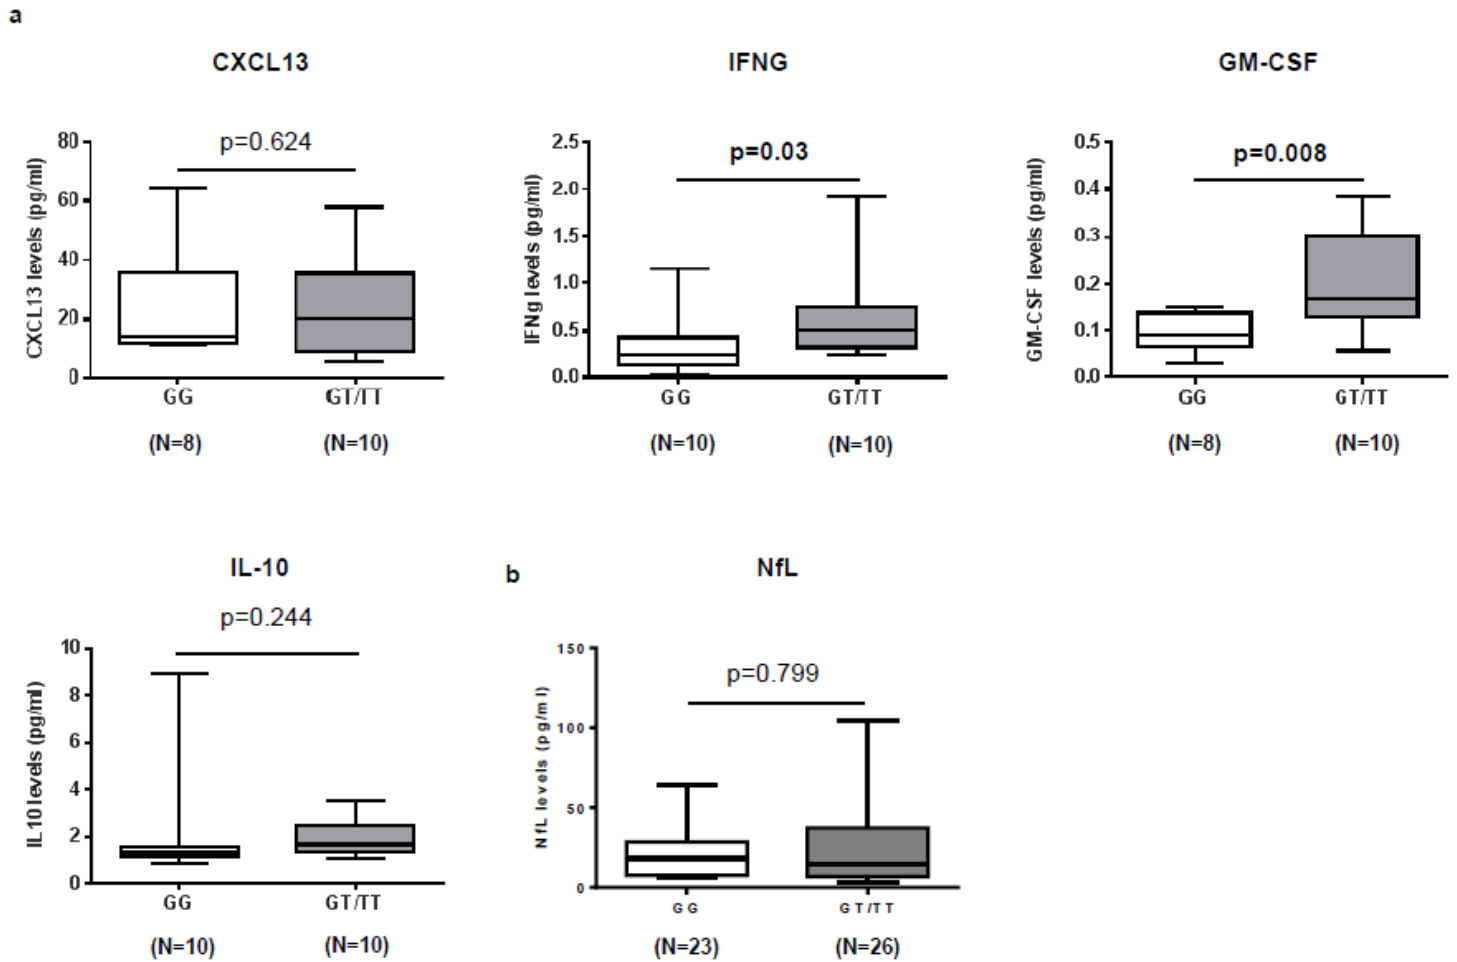 a
CXCL13
IFNG
GM-CSF
CXCL13 levels (pg/ml)
80
60
40
20
0
p=0.624
GG
GT/TT
(N=8)
(N=10)
IFNg levels (pg/ml)
2.5
2.0
1.5
1.0
0.5
0.0
p=0.03
GG
GT/TT
(N=10)
(N=10)
GM-CSF levels (pg/ml)
0.5
0.4
0.3
0.2
0.1
0.0
p=0.008
GG
GT/TT
(N=8)
(N=10)
IL-10
p=0.244
IL10 levels (pg/ml)
10
8
6
4
2
0
GG
GT/TT
(N=10)
(N=10)
b
NfL
NfL levels (pg/ml)
150
100
50
0
p=0.799
GG
GT/TT
(N=23)
(N=26)